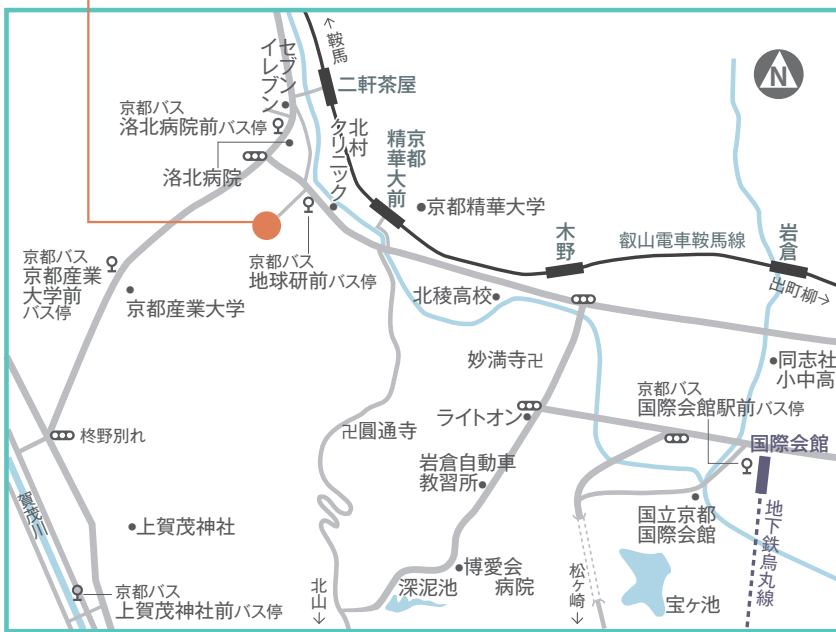 ↑鞍馬
N
セブン
イレブン
二軒茶屋
京都バス
洛北病院前バス停
北村
クリニック
京都
精華大前
洛北病院
京都精華大学
木野
叡山電車鞍馬線
岩倉
出町柳→
京都バス
京都産業
大学前
バス停
京都バス
地球研前バス停
京都産業大学
北稜高校
妙満寺卍
同志社
小中高
京都バス
国際会館駅前バス停
卍圓通寺
ライトオン
柊野別れ
国際会館
岩倉自動車
教習所
賀茂川
上賀茂神社
国立京都
国際会館
地下鉄烏丸線
博愛会
病院
深泥池
北山↓
松ヶ崎↓
宝ヶ池
京都バス
上賀茂神社前バス停